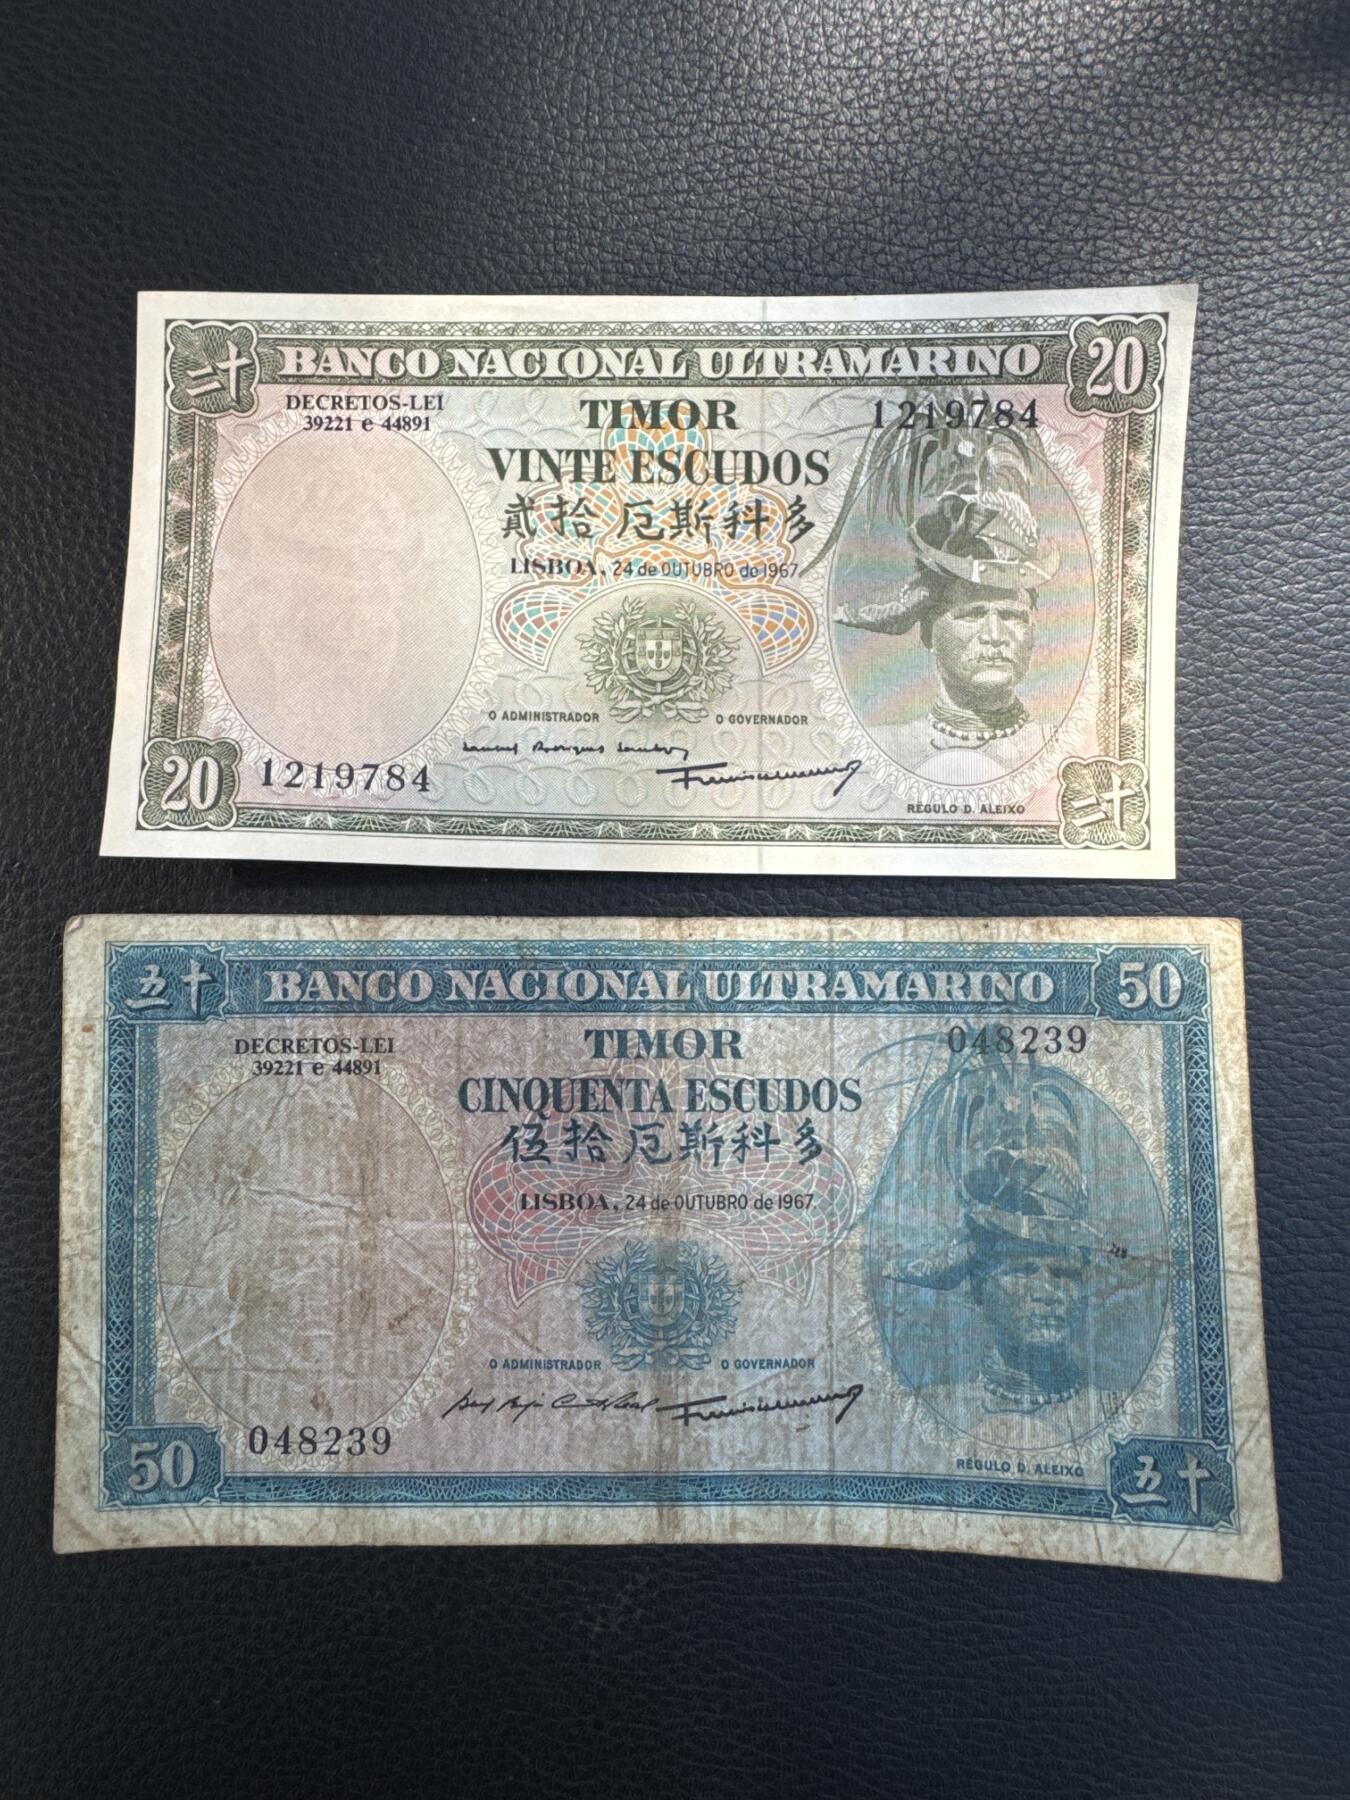 二十 BANCO NACIONAL ULTRAMARINO 20
DECRETOS-LEI
39221 e 44891
TIMOR
1219784
VINTE ESCUDOS
貳拾厄斯科多
LISBOA, 24 de OUTUBRO de 1967
O ADMINISTRADOR O GOVERNADOR
20 1219784
RÉGULO D. ALEIXO
二十
五十 BANCO NACIONAL ULTRAMARINO 50
DECRETOS-LEI
39221 e 44891
TIMOR
048239
CINQUENTA ESCUDOS
伍拾厄斯科多
LISBOA, 24 de OUTUBRO de 1967
O ADMINISTRADOR O GOVERNADOR
50 048239
RÉGULO D. ALEIXO
五十